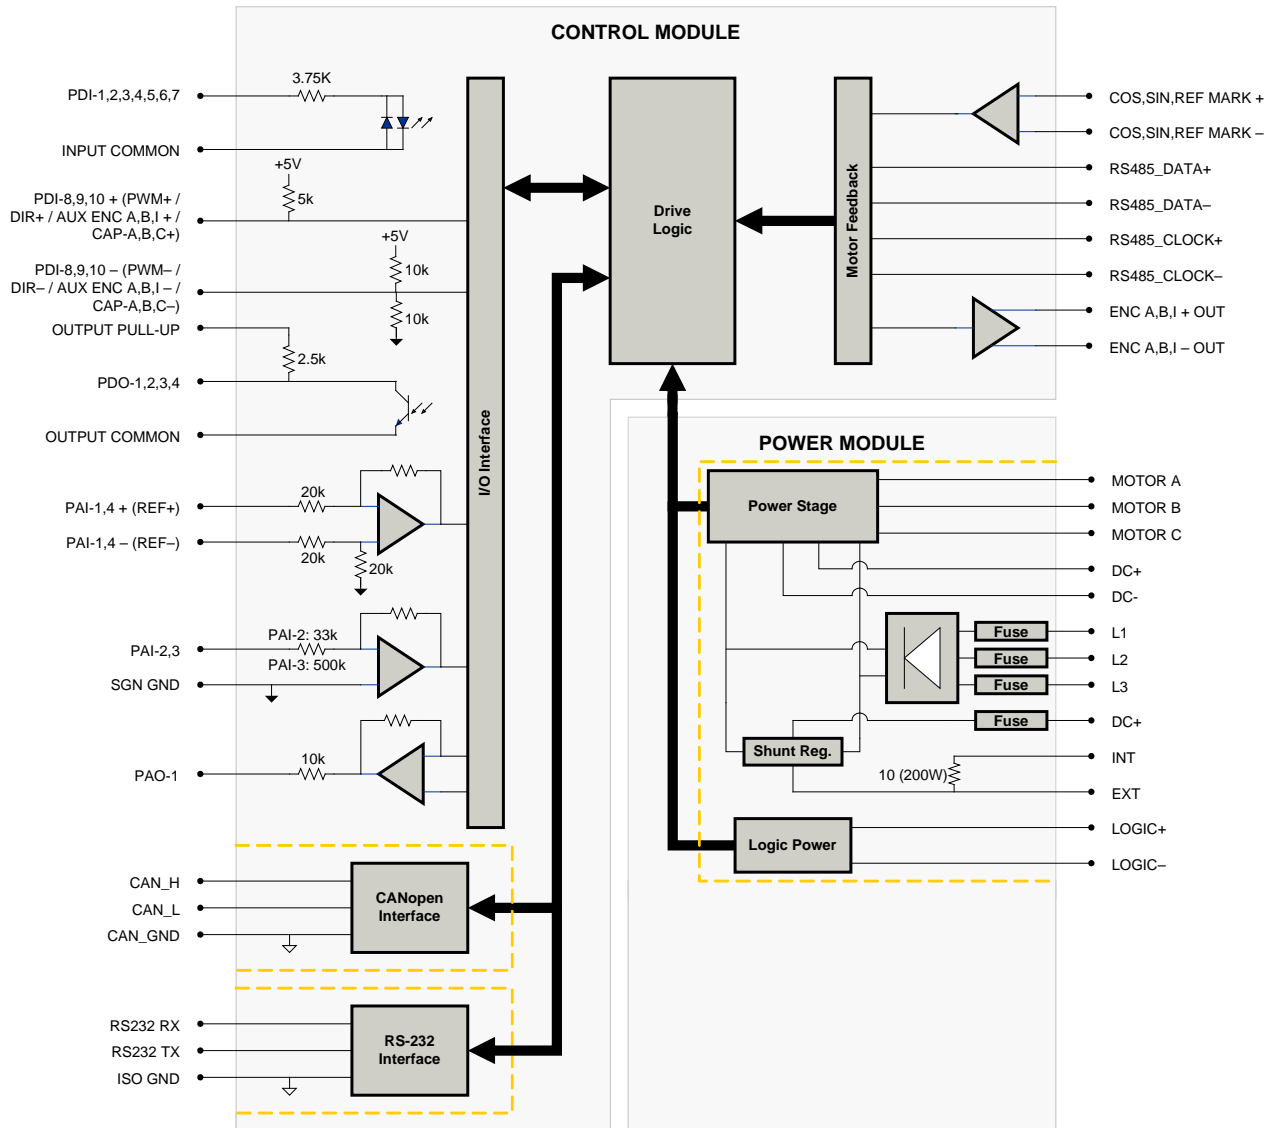 CONTROL MODULE
3.75K
PDI-1,2,3,4,5,6,7
INPUT COMMON
+5V
5k
PDI-8,9,10 + (PWM+ /
DIR+ / AUX ENC A,B,I + /
CAP-A,B,C+)
+5V
10k
PDI-8,9,10 – (PWM– /
DIR– / AUX ENC A,B,I – /
CAP-A,B,C–)
10k
OUTPUT PULL-UP
2.5k
PDO-1,2,3,4
OUTPUT COMMON
20k
PAI-1,4 + (REF+)
PAI-1,4 – (REF–)
20k
20k
PAI-2: 33k
PAI-2,3
PAI-3: 500k
SGN GND
10k
PAO-1
I/O Interface
CAN_H
CAN_L
CAN_GND
CANopen
Interface
RS232 RX
RS232 TX
ISO GND
RS-232
Interface
Drive
Logic
Motor Feedback
COS,SIN,REF MARK +
COS,SIN,REF MARK –
RS485_DATA+
RS485_DATA–
RS485_CLOCK+
RS485_CLOCK–
ENC A,B,I + OUT
ENC A,B,I – OUT
POWER MODULE
Power Stage
MOTOR A
MOTOR B
MOTOR C
DC+
DC-
Fuse
L1
Fuse
L2
Fuse
L3
Fuse
DC+
Shunt Reg.
INT
10 (200W)
EXT
Logic Power
LOGIC+
LOGIC–